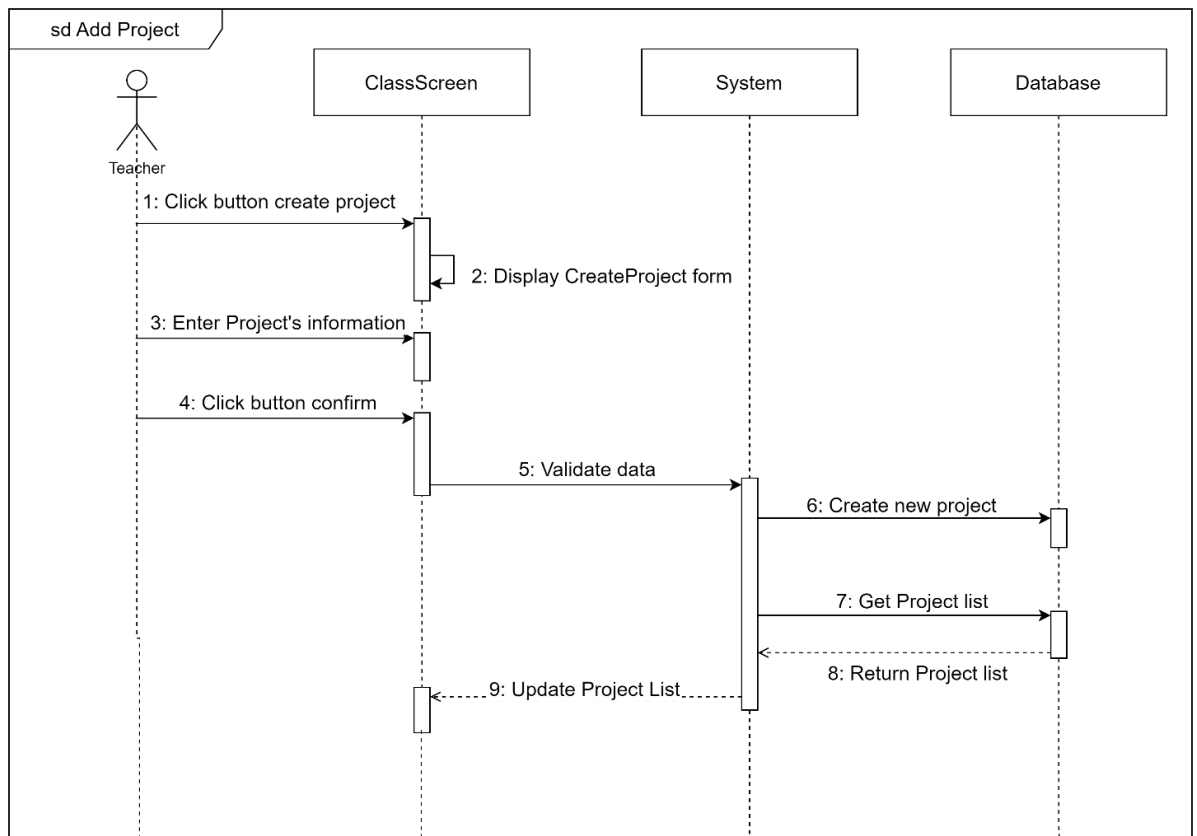 sd Add Project
ClassScreen
System
Database
Teacher
1: Click button create project
2: Display CreateProject form
3: Enter Project's information
4: Click button confirm
5: Validate data
6: Create new project
7: Get Project list
8: Return Project list
9: Update Project List